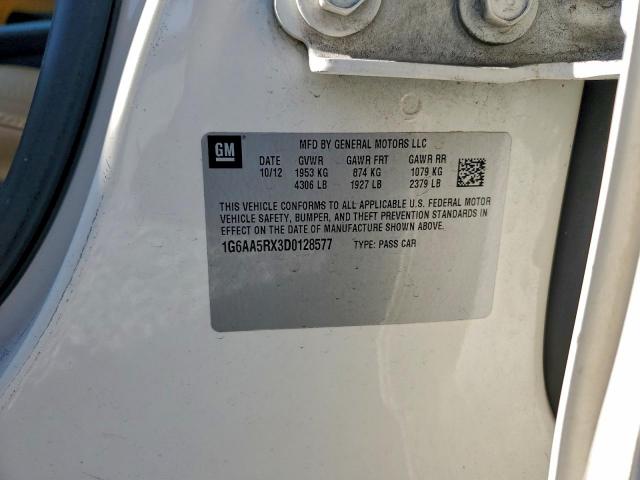 GM
MFD BY GENERAL MOTORS LLC
DATE GVWR GAWR FRT GAWR RR
10/12 1953 KG 874 KG 1079 KG
4306 LB 1927 LB 2379 LB
THIS VEHICLE CONFORMS TO ALL APPLICABLE U.S. FEDERAL MOTOR
VEHICLE SAFETY, BUMPER, AND THEFT PREVENTION STANDARDS IN
EFFECT ON THE DATE OF MANUFACTURE SHOWN ABOVE.
1G6AA5RX3D0128577 TYPE: PASS CAR